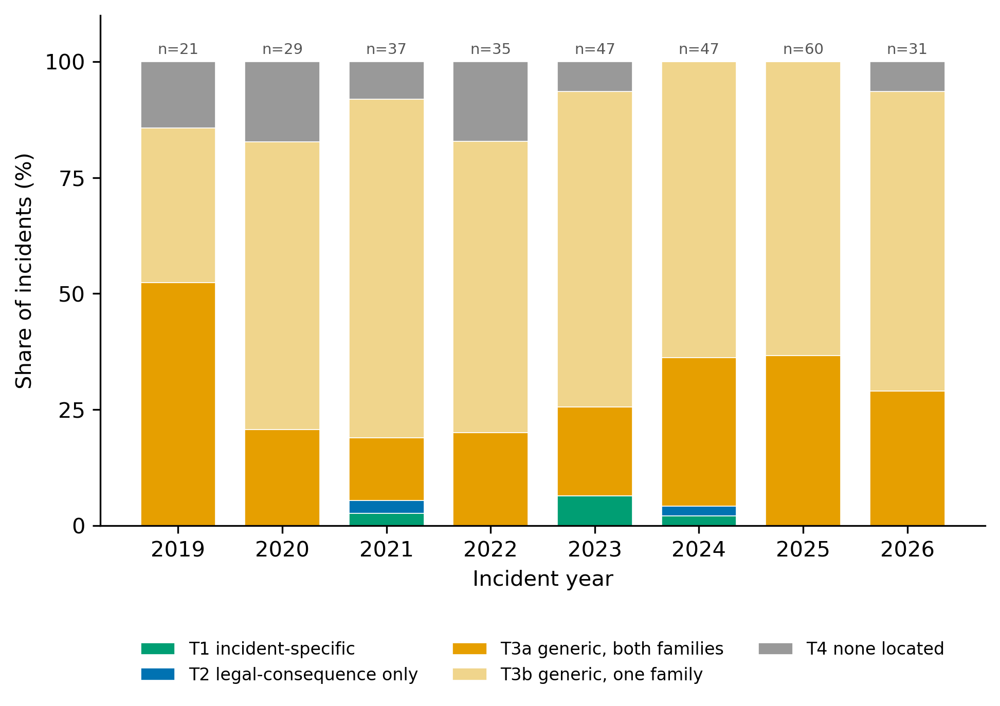 n=21 n=29 n=37 n=35 n=47 n=47 n=60 n=31
100
75
50
25
0
Share of incidents (%)
2019 2020 2021 2022 2023 2024 2025 2026
Incident year
T1 incident-specific
T2 legal-consequence only
T3a generic, both families
T3b generic, one family
T4 none located